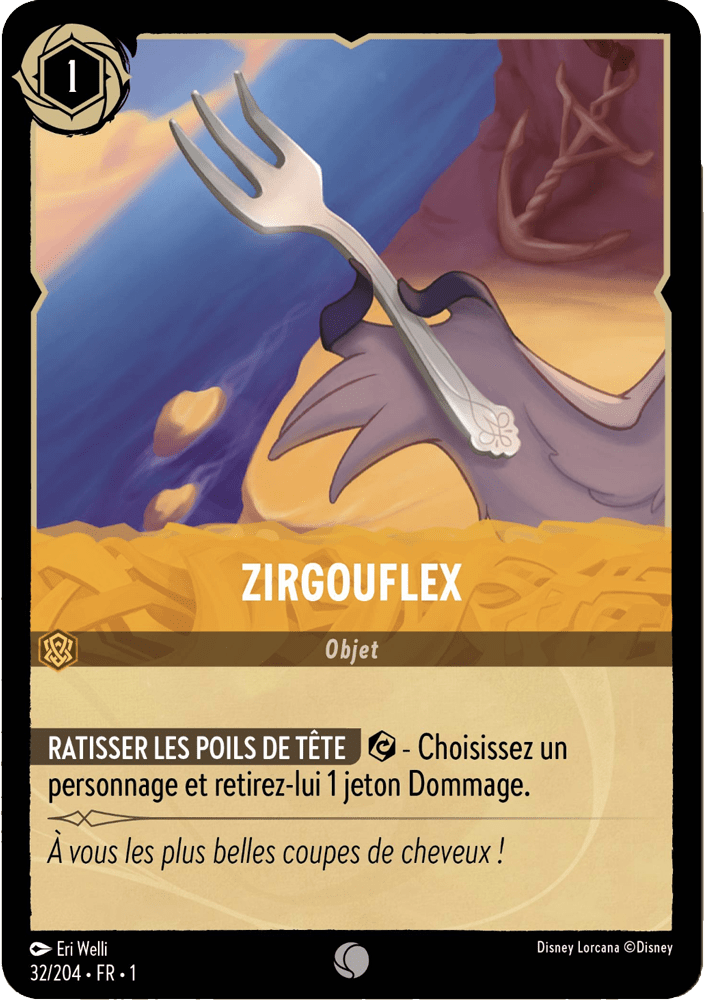 1
ZIRGOUFLEX
Objet
RATISSER LES POILS DE TÊTE - Choisissez un
personnage et retirez-lui 1 jeton Dommage.
À vous les plus belles coupes de cheveux !
Eri Welli
Disney Lorcana ©Disney
32/204 • FR • 1